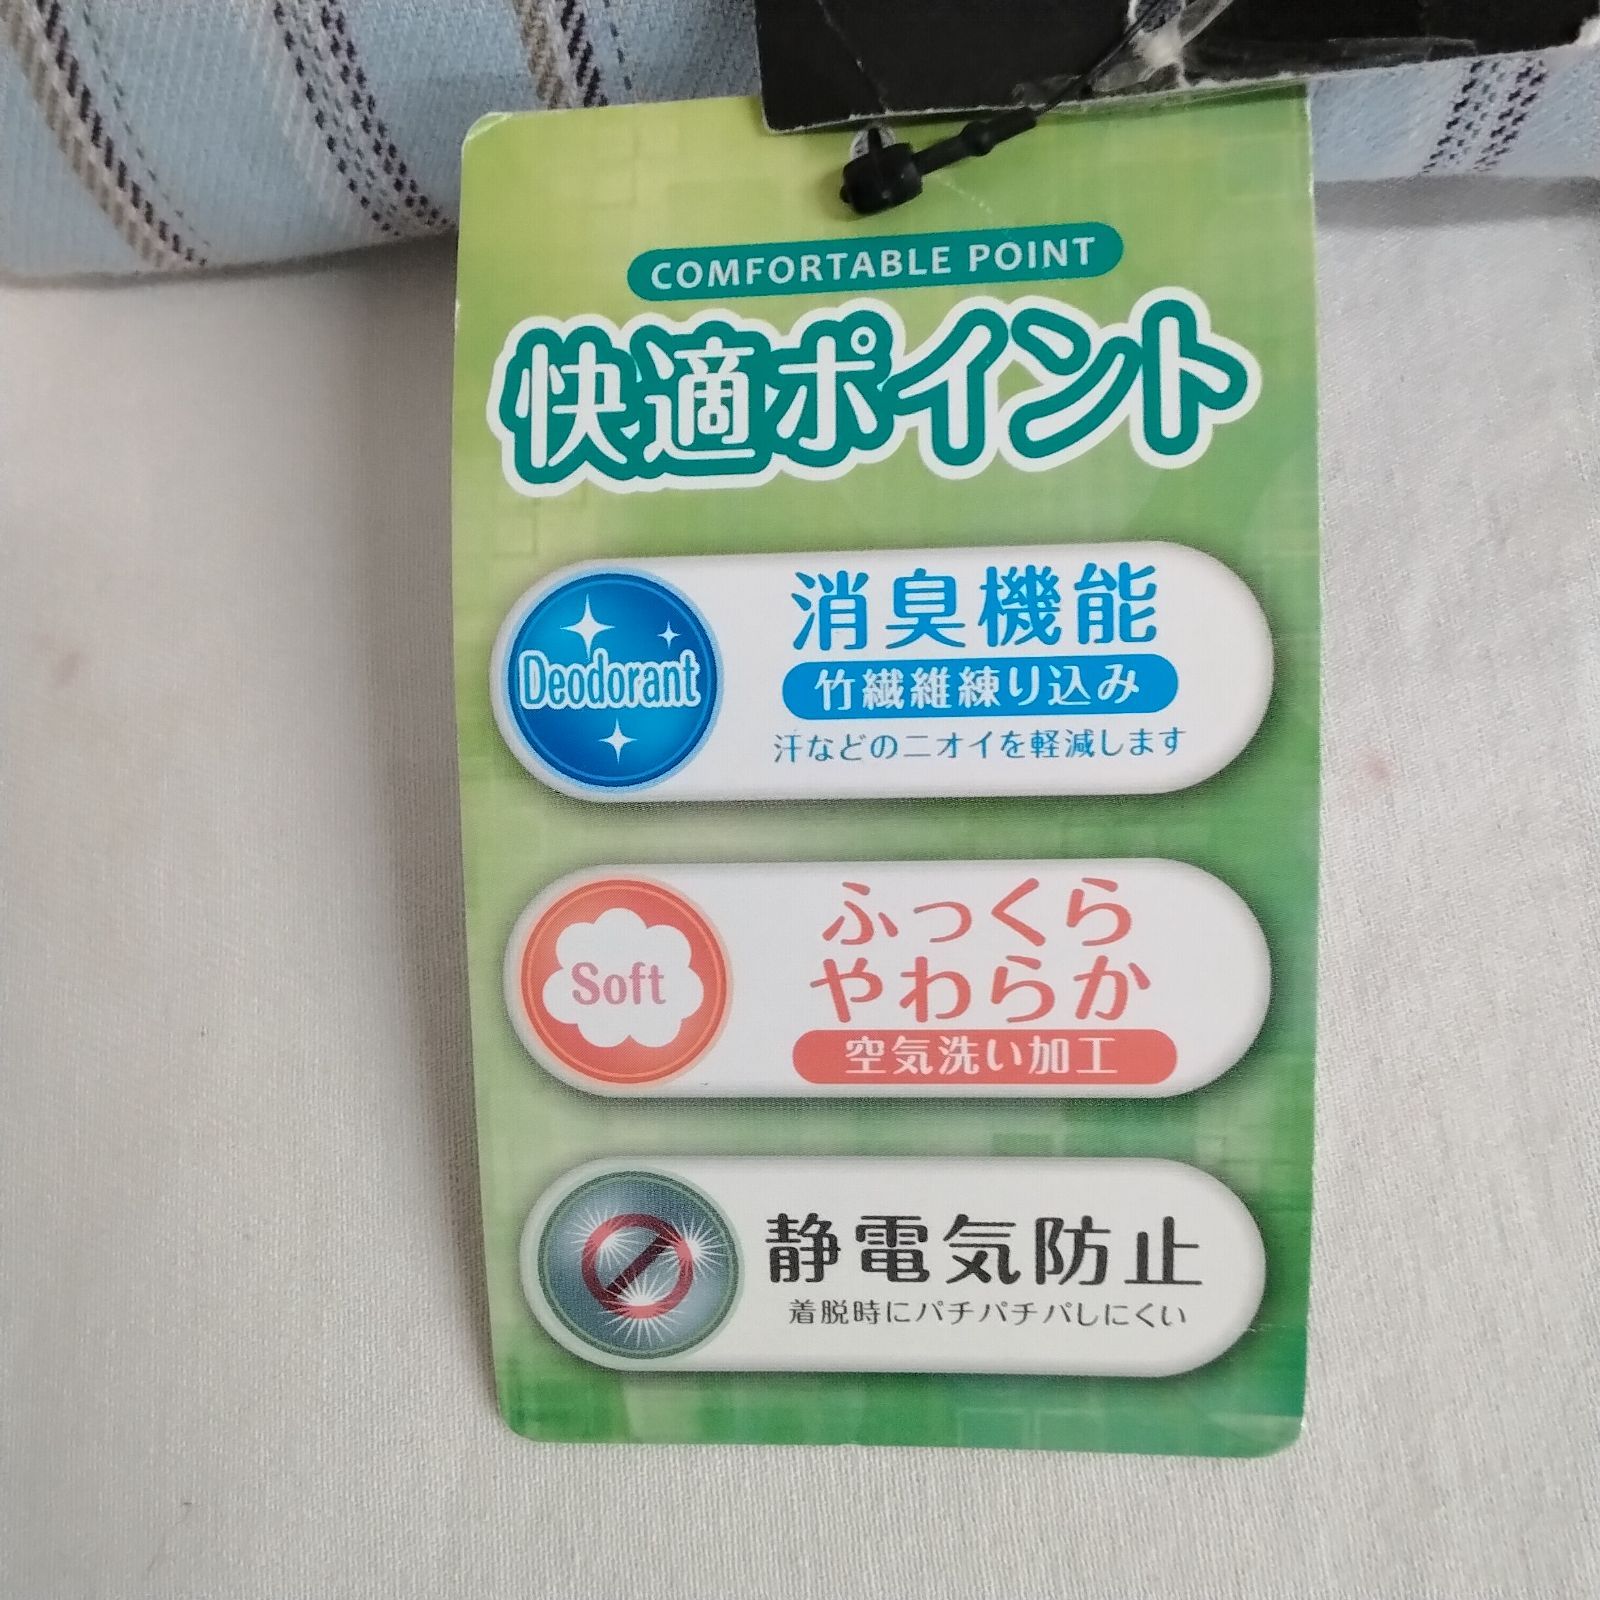 COMFORTABLE POINT
快適ポイント
Deodorant
消臭機能
竹繊維練り込み
汗などのニオイを軽減します
Soft
ふっくら
やわらか
空気洗い加工
静電気防止
着脱時にパチパチパしにくい